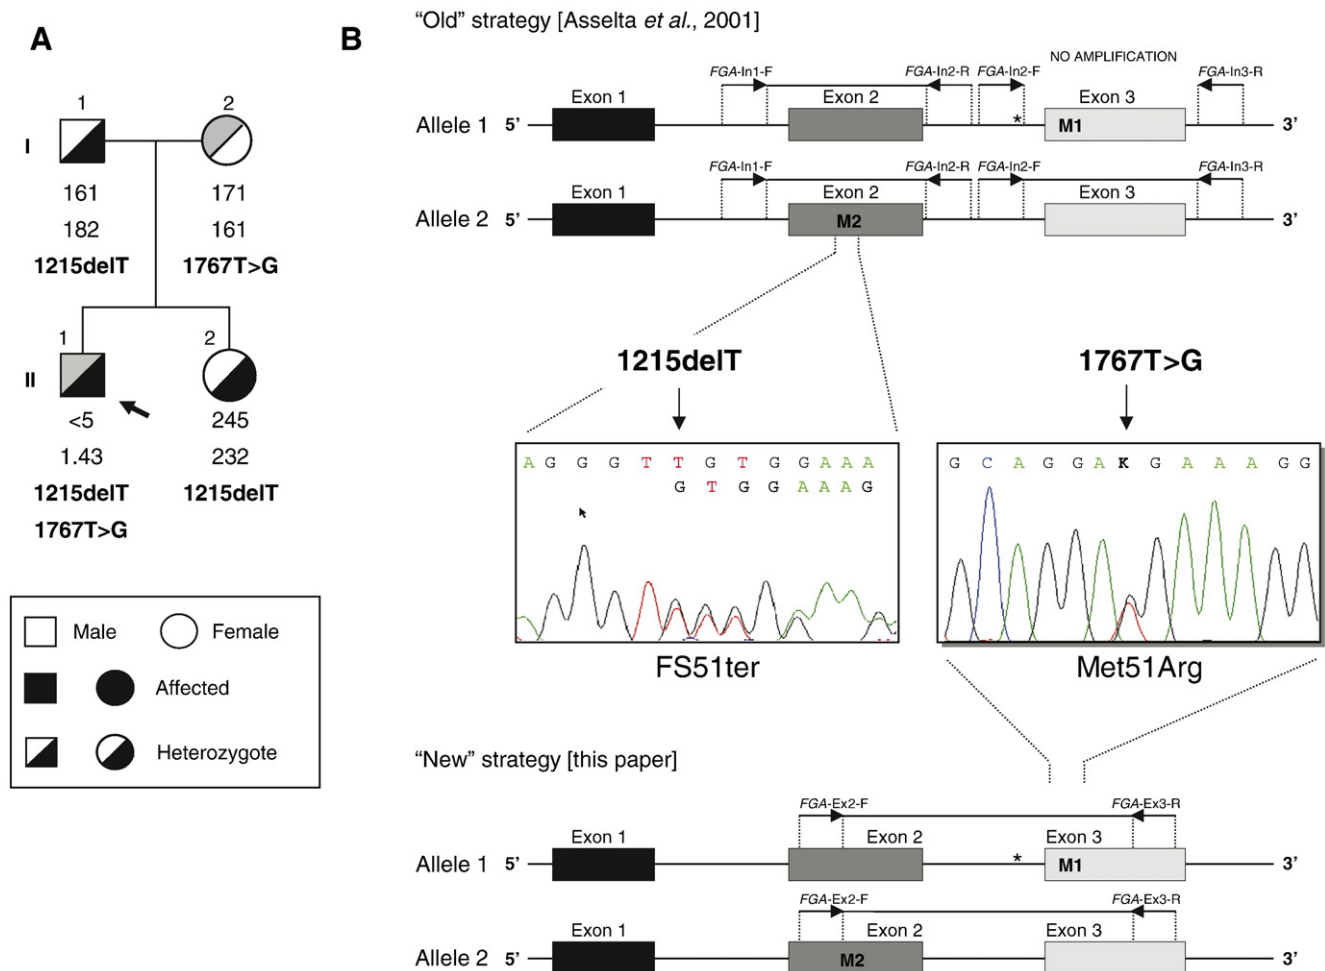 A
1
2
I
161
171
182
161
1215delT
1767T>G
1
2
II
<5
245
1.43
232
1215delT
1215delT
1767T>G
Male
Female
Affected
Heterozygote
B
“Old” strategy [Asselta et al., 2001]
NO AMPLIFICATION
FGA-In1-F
FGA-In2-R
FGA-In2-F
FGA-In3-R
Exon 1
Exon 2
Exon 3
Allele 1
5’
*
M1
3’
FGA-In1-F
FGA-In2-R
FGA-In2-F
FGA-In3-R
Exon 1
Exon 2
Exon 3
Allele 2
5’
M2
3’
1215delT
1767T>G
A G G G T T G T G G A A A
G T G G A A A G
G C A G G A K G A A A G G
FS51ter
Met51Arg
“New” strategy [this paper]
FGA-Ex2-F
FGA-Ex3-R
Exon 1
Exon 2
Exon 3
Allele 1
5’
*
M1
3’
FGA-Ex2-F
FGA-Ex3-R
Exon 1
Exon 2
Exon 3
Allele 2
5’
M2
3’